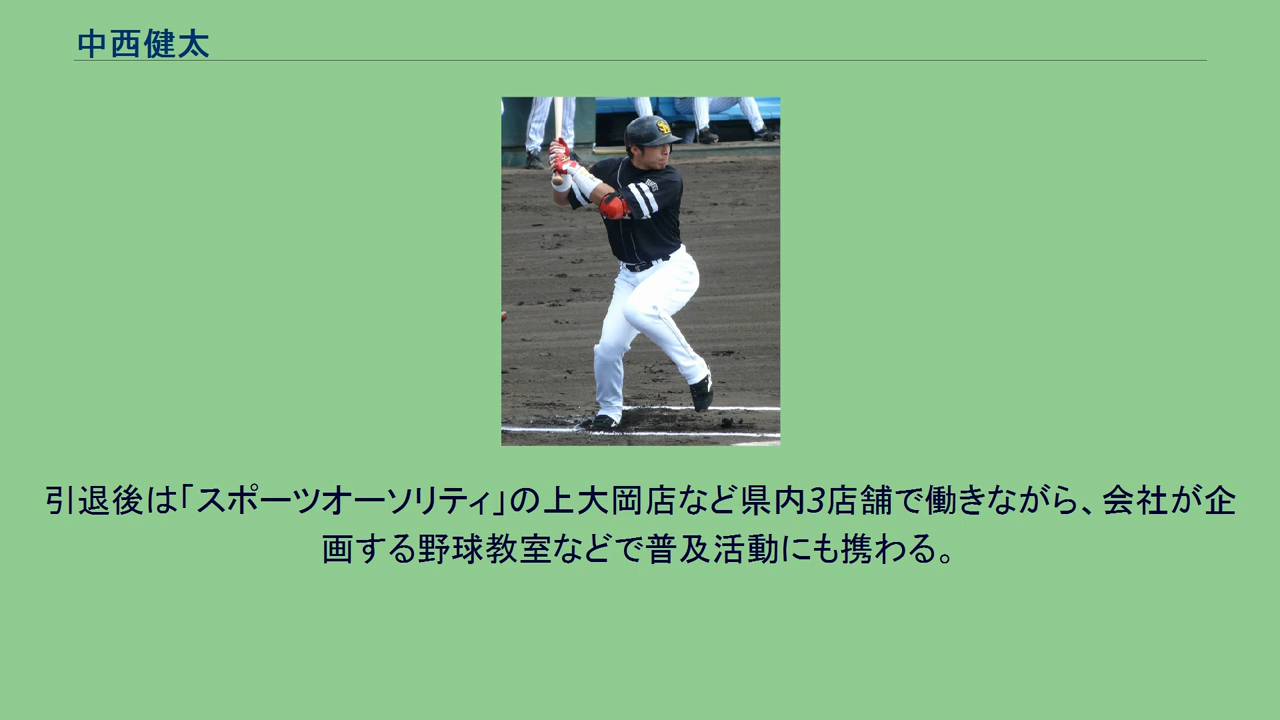 中西健太
引退後は「スポーツオーソリティ」の上大岡店など県内3店舗で働きながら、会社が企
画する野球教室などで普及活動にも携わる。